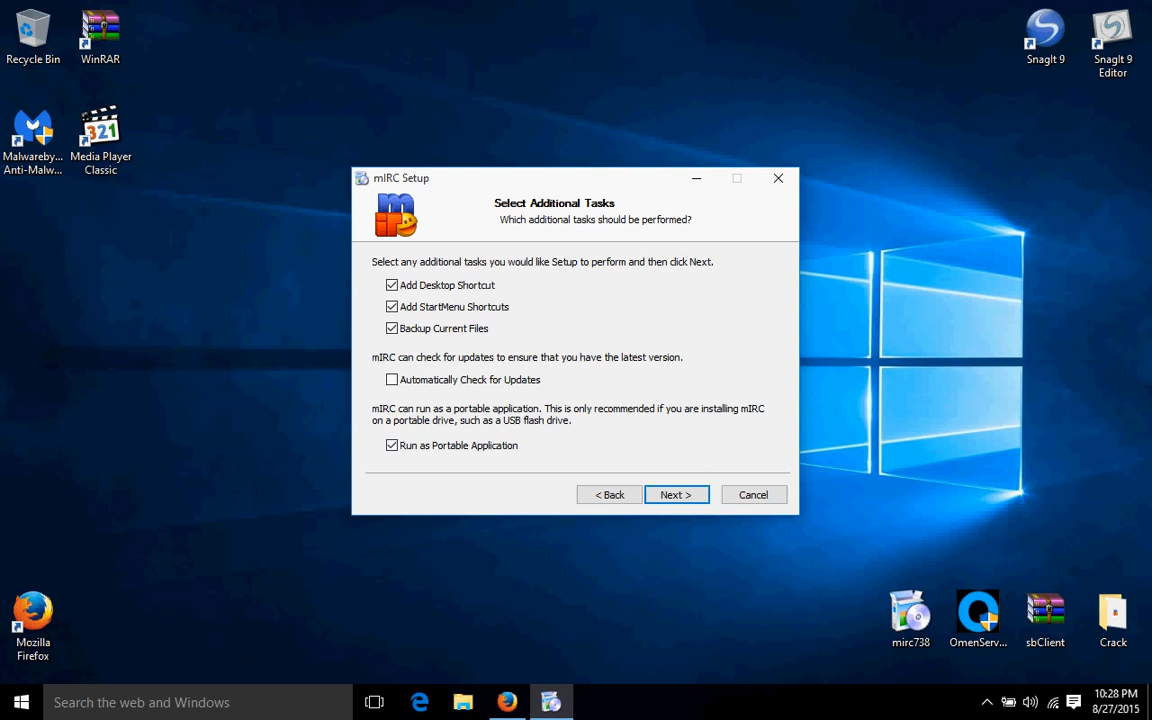 Recycle Bin
WinRAR
SnagIt 9
SnagIt 9
Editor
Malwareby...
Anti-Malw...
321
Media Player
Classic
mIRC Setup
Select Additional Tasks
Which additional tasks should be performed?
Select any additional tasks you would like Setup to perform and then click Next.
Add Desktop Shortcut
Add StartMenu Shortcuts
Backup Current Files
mIRC can check for updates to ensure that you have the latest version.
Automatically Check for Updates
mIRC can run as a portable application. This is only recommended if you are installing mIRC
on a portable drive, such as a USB flash drive.
Run as Portable Application
< Back
Next >
Cancel
Mozilla
Firefox
mirc738
OmenServ...
sbClient
Crack
Search the web and Windows
10:28 PM
8/27/2015